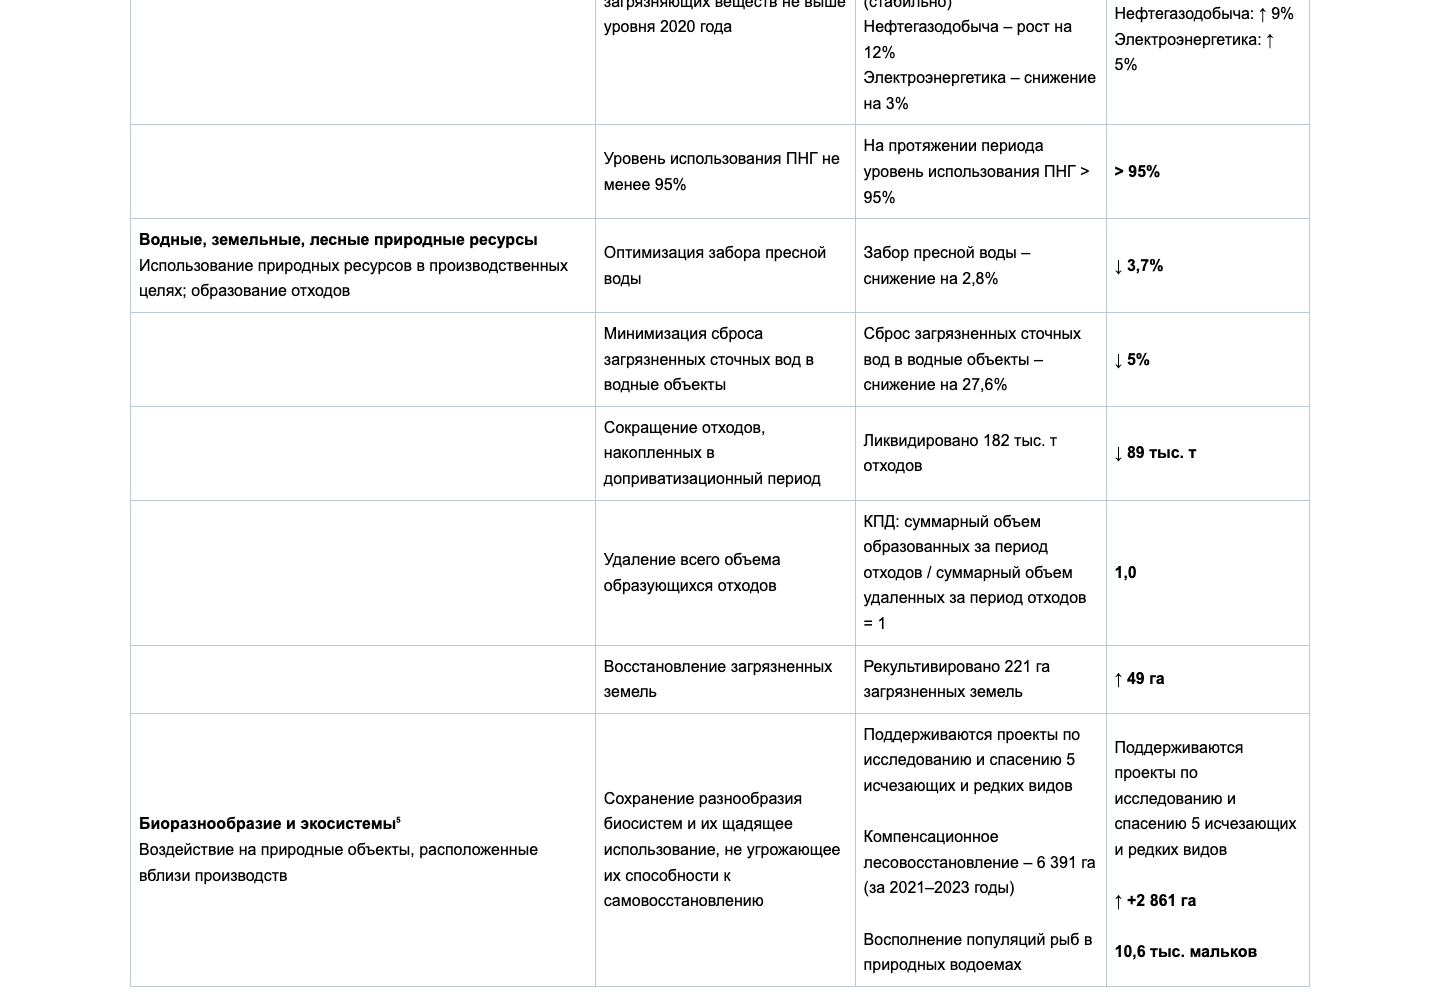 загрязняющих веществ не выше
уровня 2020 года
(стабильно)
Нефтегазодобыча – рост на
12%
Электроэнергетика – снижение
на 3%
Нефтегазодобыча: ↑ 9%
Электроэнергетика: ↑
5%
Уровень использования ПНГ не
менее 95%
На протяжении периода
уровень использования ПНГ >
95%
> 95%
Водные, земельные, лесные природные ресурсы
Использование природных ресурсов в производственных
целях; образование отходов
Оптимизация забора пресной
воды
Забор пресной воды –
снижение на 2,8%
↓ 3,7%
Минимизация сброса
загрязненных сточных вод в
водные объекты
Сброс загрязненных сточных
вод в водные объекты –
снижение на 27,6%
↓ 5%
Сокращение отходов,
накопленных в
доприватизационный период
Ликвидировано 182 тыс. т
отходов
↓ 89 тыс. т
Удаление всего объема
образующихся отходов
КПД: суммарный объем
образованных за период
отходов / суммарный объем
удаленных за период отходов
= 1
1,0
Восстановление загрязненных
земель
Рекультивировано 221 га
загрязненных земель
↑ 49 га
Биоразнообразие и экосистемы⁵
Воздействие на природные объекты, расположенные
вблизи производств
Сохранение разнообразия
биосистем и их щадящее
использование, не угрожающее
их способности к
самовосстановлению
Поддерживаются проекты по
исследованию и спасению 5
исчезающих и редких видов
Компенсационное
лесовосстановление – 6 391 га
(за 2021–2023 годы)
Восполнение популяций рыб в
природных водоемах
Поддерживаются
проекты по
исследованию и
спасению 5 исчезающих
и редких видов
↑ +2 861 га
10,6 тыс. мальков